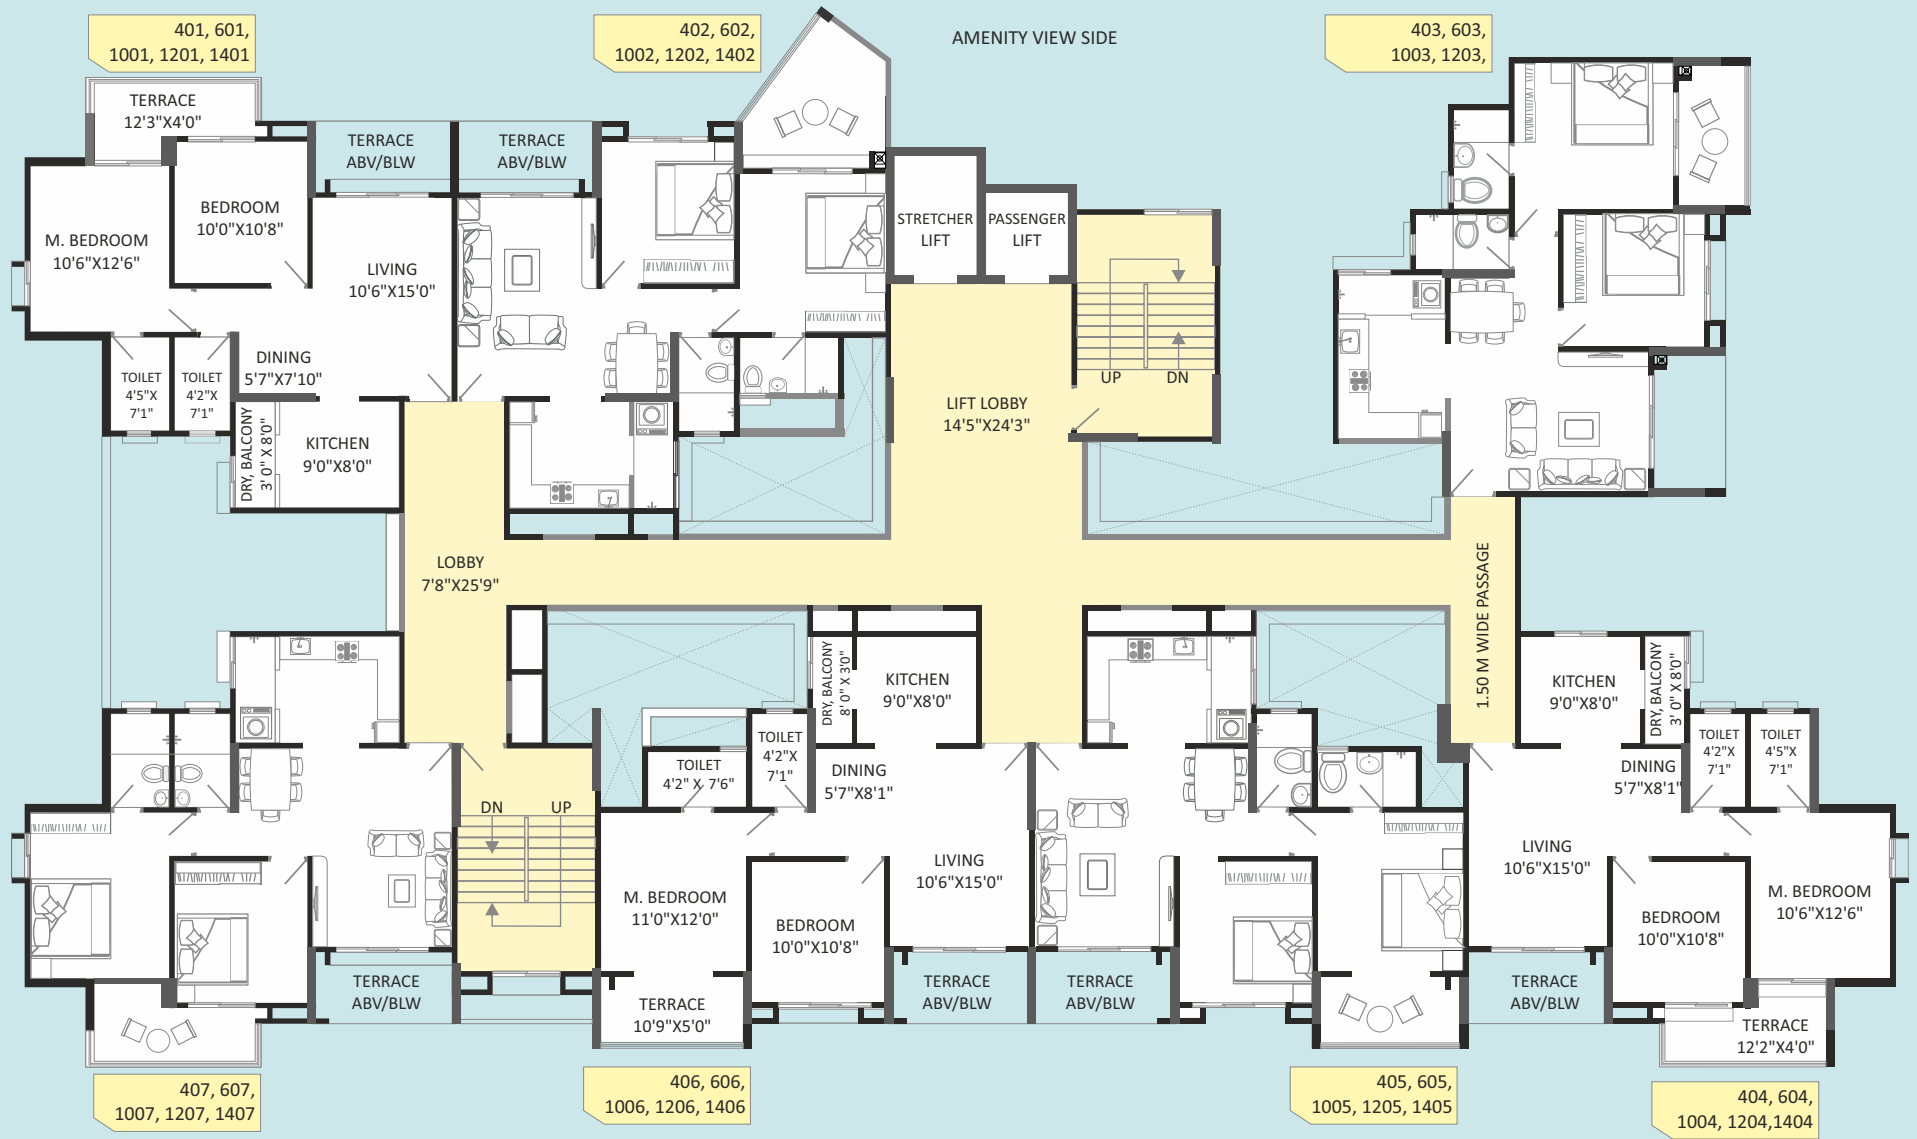 401, 601,
1001, 1201, 1401
402, 602,
1002, 1202, 1402
AMENITY VIEW SIDE
403, 603,
1003, 1203,
TERRACE
12'3"X4'0"
TERRACE
ABV/BLW
TERRACE
ABV/BLW
M. BEDROOM
10'6"X12'6"
BEDROOM
10'0"X10'8"
LIVING
10'6"X15'0"
STRETCHER
LIFT
PASSENGER
LIFT
DINING
5'7"X7'10"
TOILET
4'5"X
7'1"
TOILET
4'2"X
7'1"
UP
DN
LIFT LOBBY
14'5"X24'3"
DRY, BALCONY
3' 0" X 8'0"
KITCHEN
9'0"X8'0"
LOBBY
7'8"X25'9"
1.50 M WIDE PASSAGE
DRY, BALCONY
8' 0" X 3'0"
KITCHEN
9'0"X8'0"
KITCHEN
9'0"X8'0"
DRY, BALCONY
3' 0" X 8'0"
TOILET
4'2" X 7'6"
TOILET
4'2"X
7'1"
DINING
5'7"X8'1"
DINING
5'7"X8'1"
TOILET
4'2"X
7'1"
TOILET
4'5"X
7'1"
DN
UP
M. BEDROOM
11'0"X12'0"
BEDROOM
10'0"X10'8"
LIVING
10'6"X15'0"
LIVING
10'6"X15'0"
BEDROOM
10'0"X10'8"
M. BEDROOM
10'6"X12'6"
TERRACE
ABV/BLW
TERRACE
10'9"X5'0"
TERRACE
ABV/BLW
TERRACE
ABV/BLW
TERRACE
ABV/BLW
TERRACE
12'2"X4'0"
407, 607,
1007, 1207, 1407
406, 606,
1006, 1206, 1406
405, 605,
1005, 1205, 1405
404, 604,
1004, 1204,1404